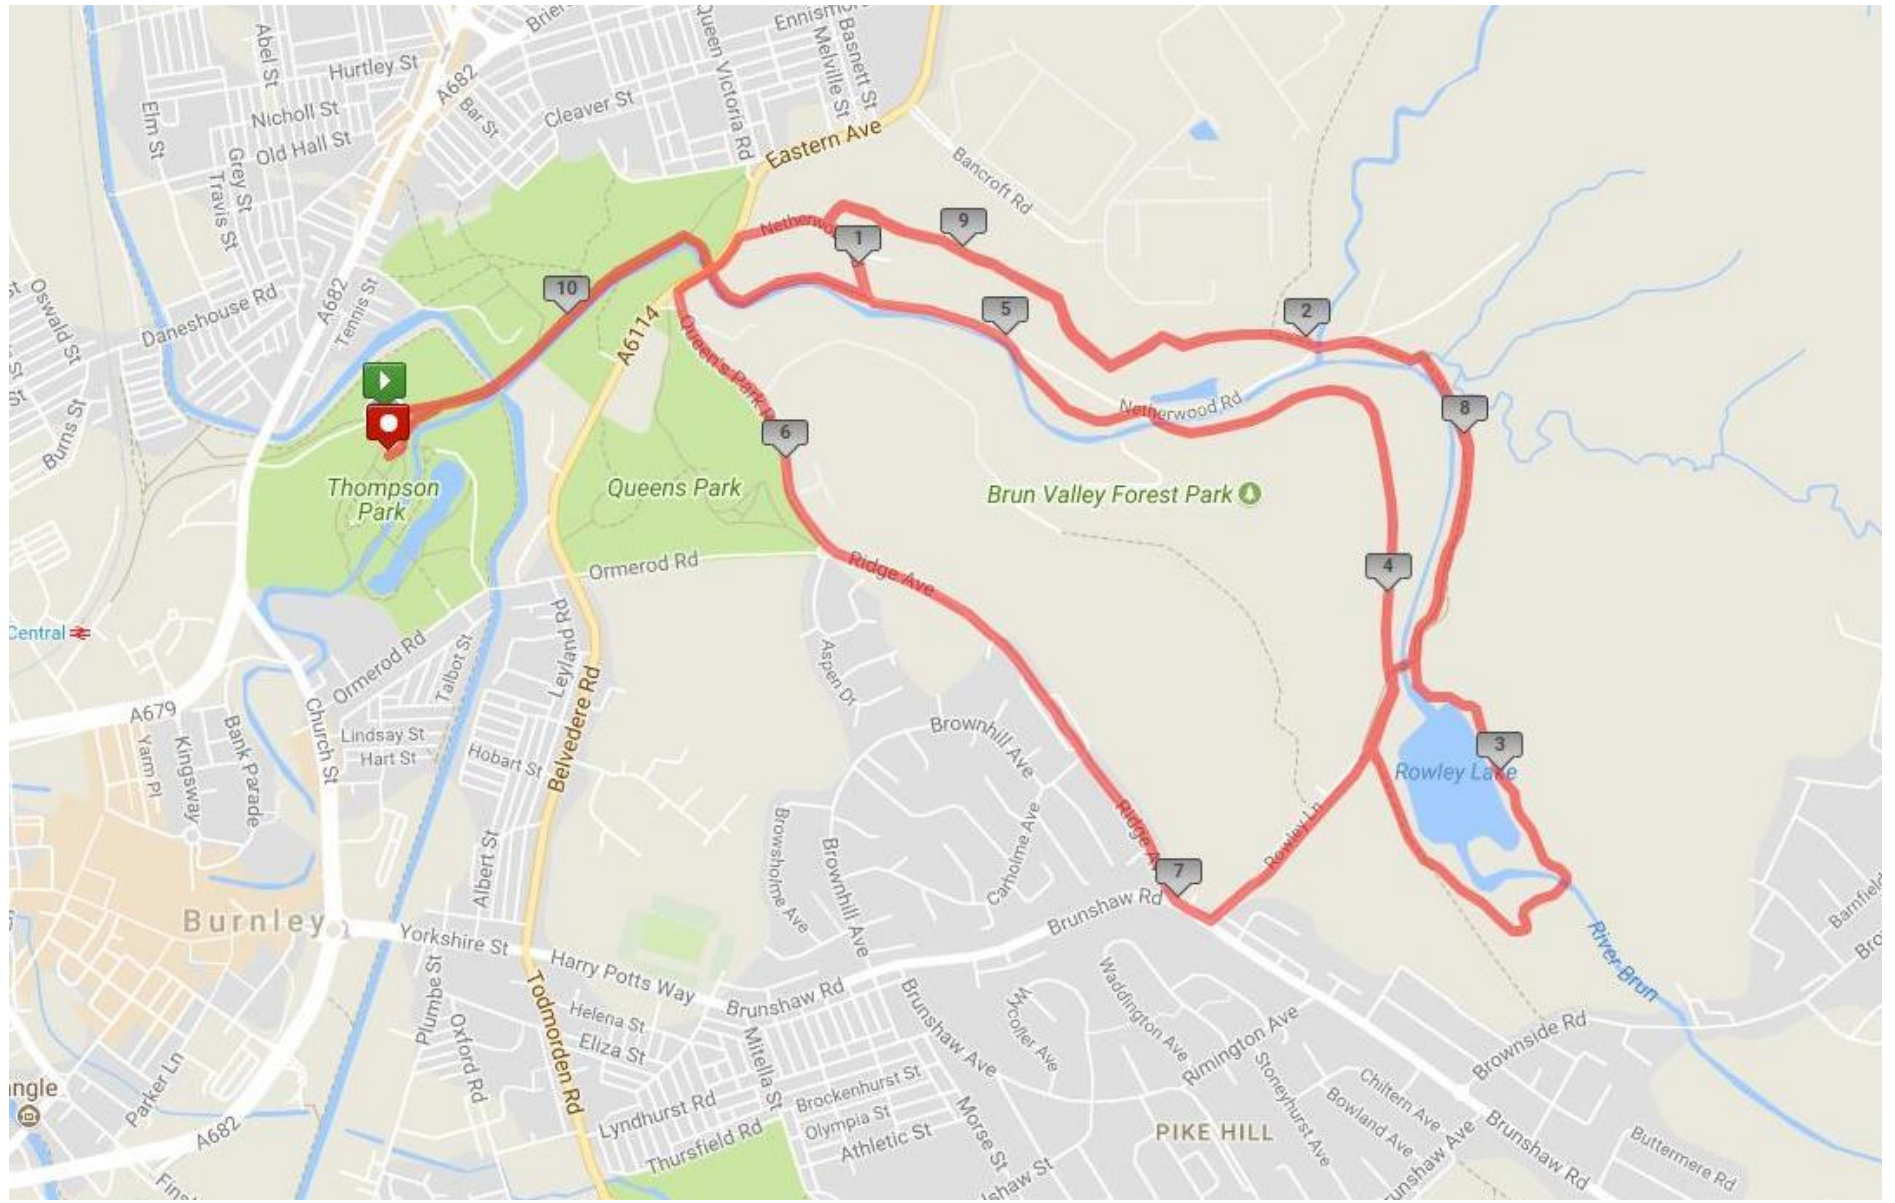 Abel St
Hurtley St
A682
Queen Victoria Rd
Melville St
Basnett St
Elm St
Nicholl St
Bar St
Cleaver St
Old Hall St
Eastern Ave
Grey St
Travis St
Bancroft Rd
9
1
Oswald St
A682
Tennis St
10
5
2
Daneshouse Rd
A6114
Burns St
6
Netherwood Rd
8
Thompson
Park
Queens Park
Brun Valley Forest Park
Ormerod Rd
Ridge Ave
4
Central
Leyland Rd
Ormerod Rd
Talbot St
Aspen Dr
A679
Church St
Bank Parade
Kingsway
Yarm Pl
Lindsay St
Hart St
Hobart St
Belvedere Rd
Brownhill Ave
3
Rowley Lake
Albert St
Browsholme Ave
Brownhill Ave
Carholme Ave
Rowley Ln
7
Brunshaw Rd
Burnley
Yorkshire St
Harry Potts Way
Brunshaw Rd
River Brun
Plumbe St
Oxford Rd
Todmorden Rd
Helena St
Eliza St
Mitella St
Brunshaw Ave
Waddington Ave
Rimington Ave
Brownside Rd
Parker Ln
A682
Lyndhurst Rd
Thursfield Rd
Brockenhurst St
Olympia St
Athletic St
Morse St
PIKE HILL
Stoneyhurst Ave
Chiltern Ave
Bowland Ave
Brunshaw Rd
Buttermere Rd